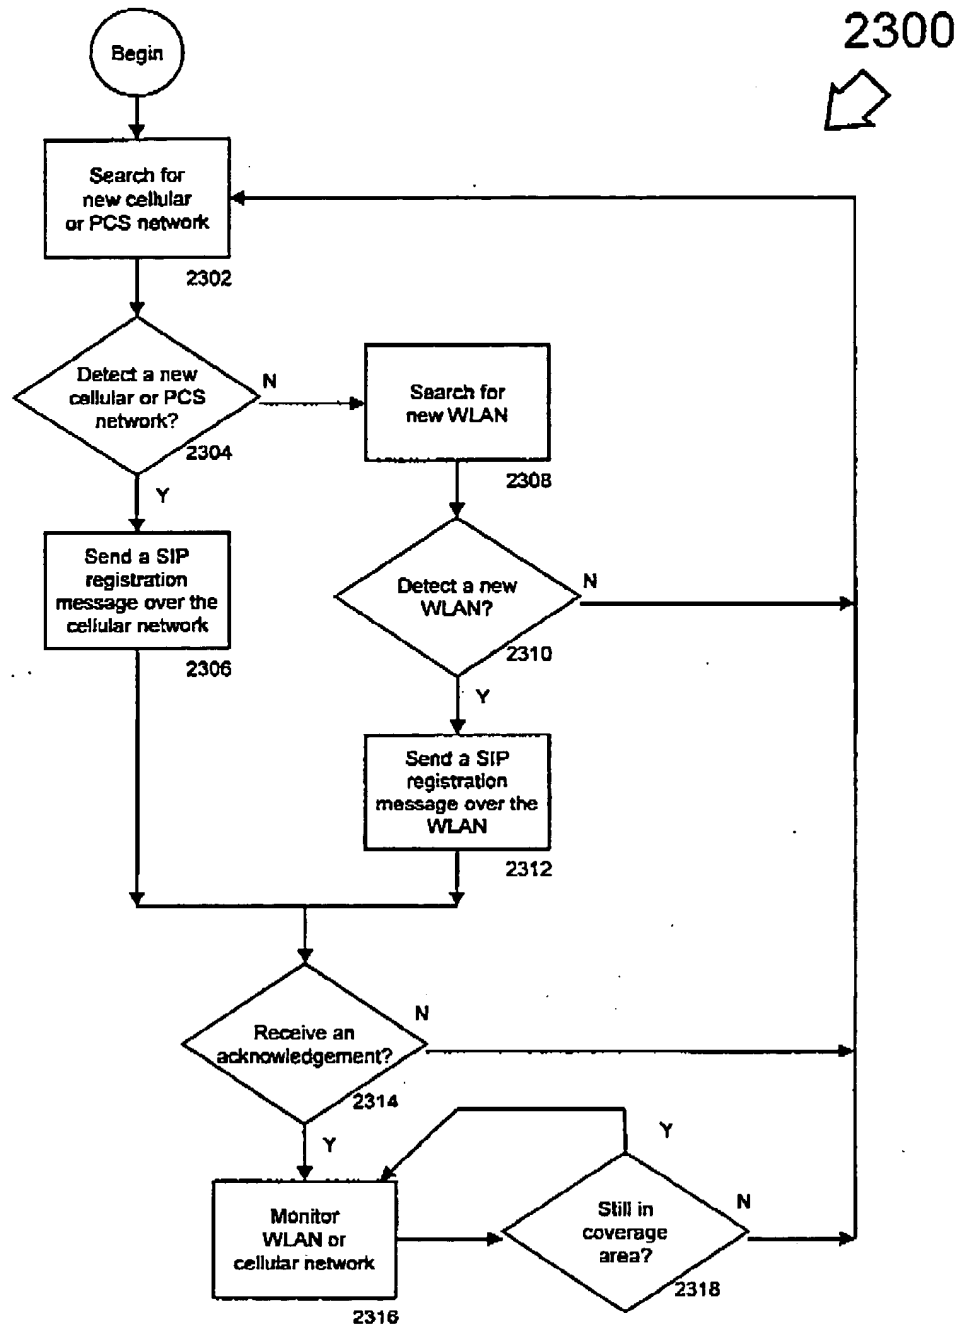 2300
Begin
Search for
new cellular
or PCS network
2302
Detect a new
cellular or PCS
network?
2304
N
Y
Search for
new WLAN
2308
Send a SIP
registration
message over the
cellular network
2306
Detect a new
WLAN?
2310
N
Y
Send a SIP
registration
message over the
WLAN
2312
Receive an
acknowledgement?
2314
N
Y
Monitor
WLAN or
cellular network
2316
Still in
coverage
area?
2318
Y
N